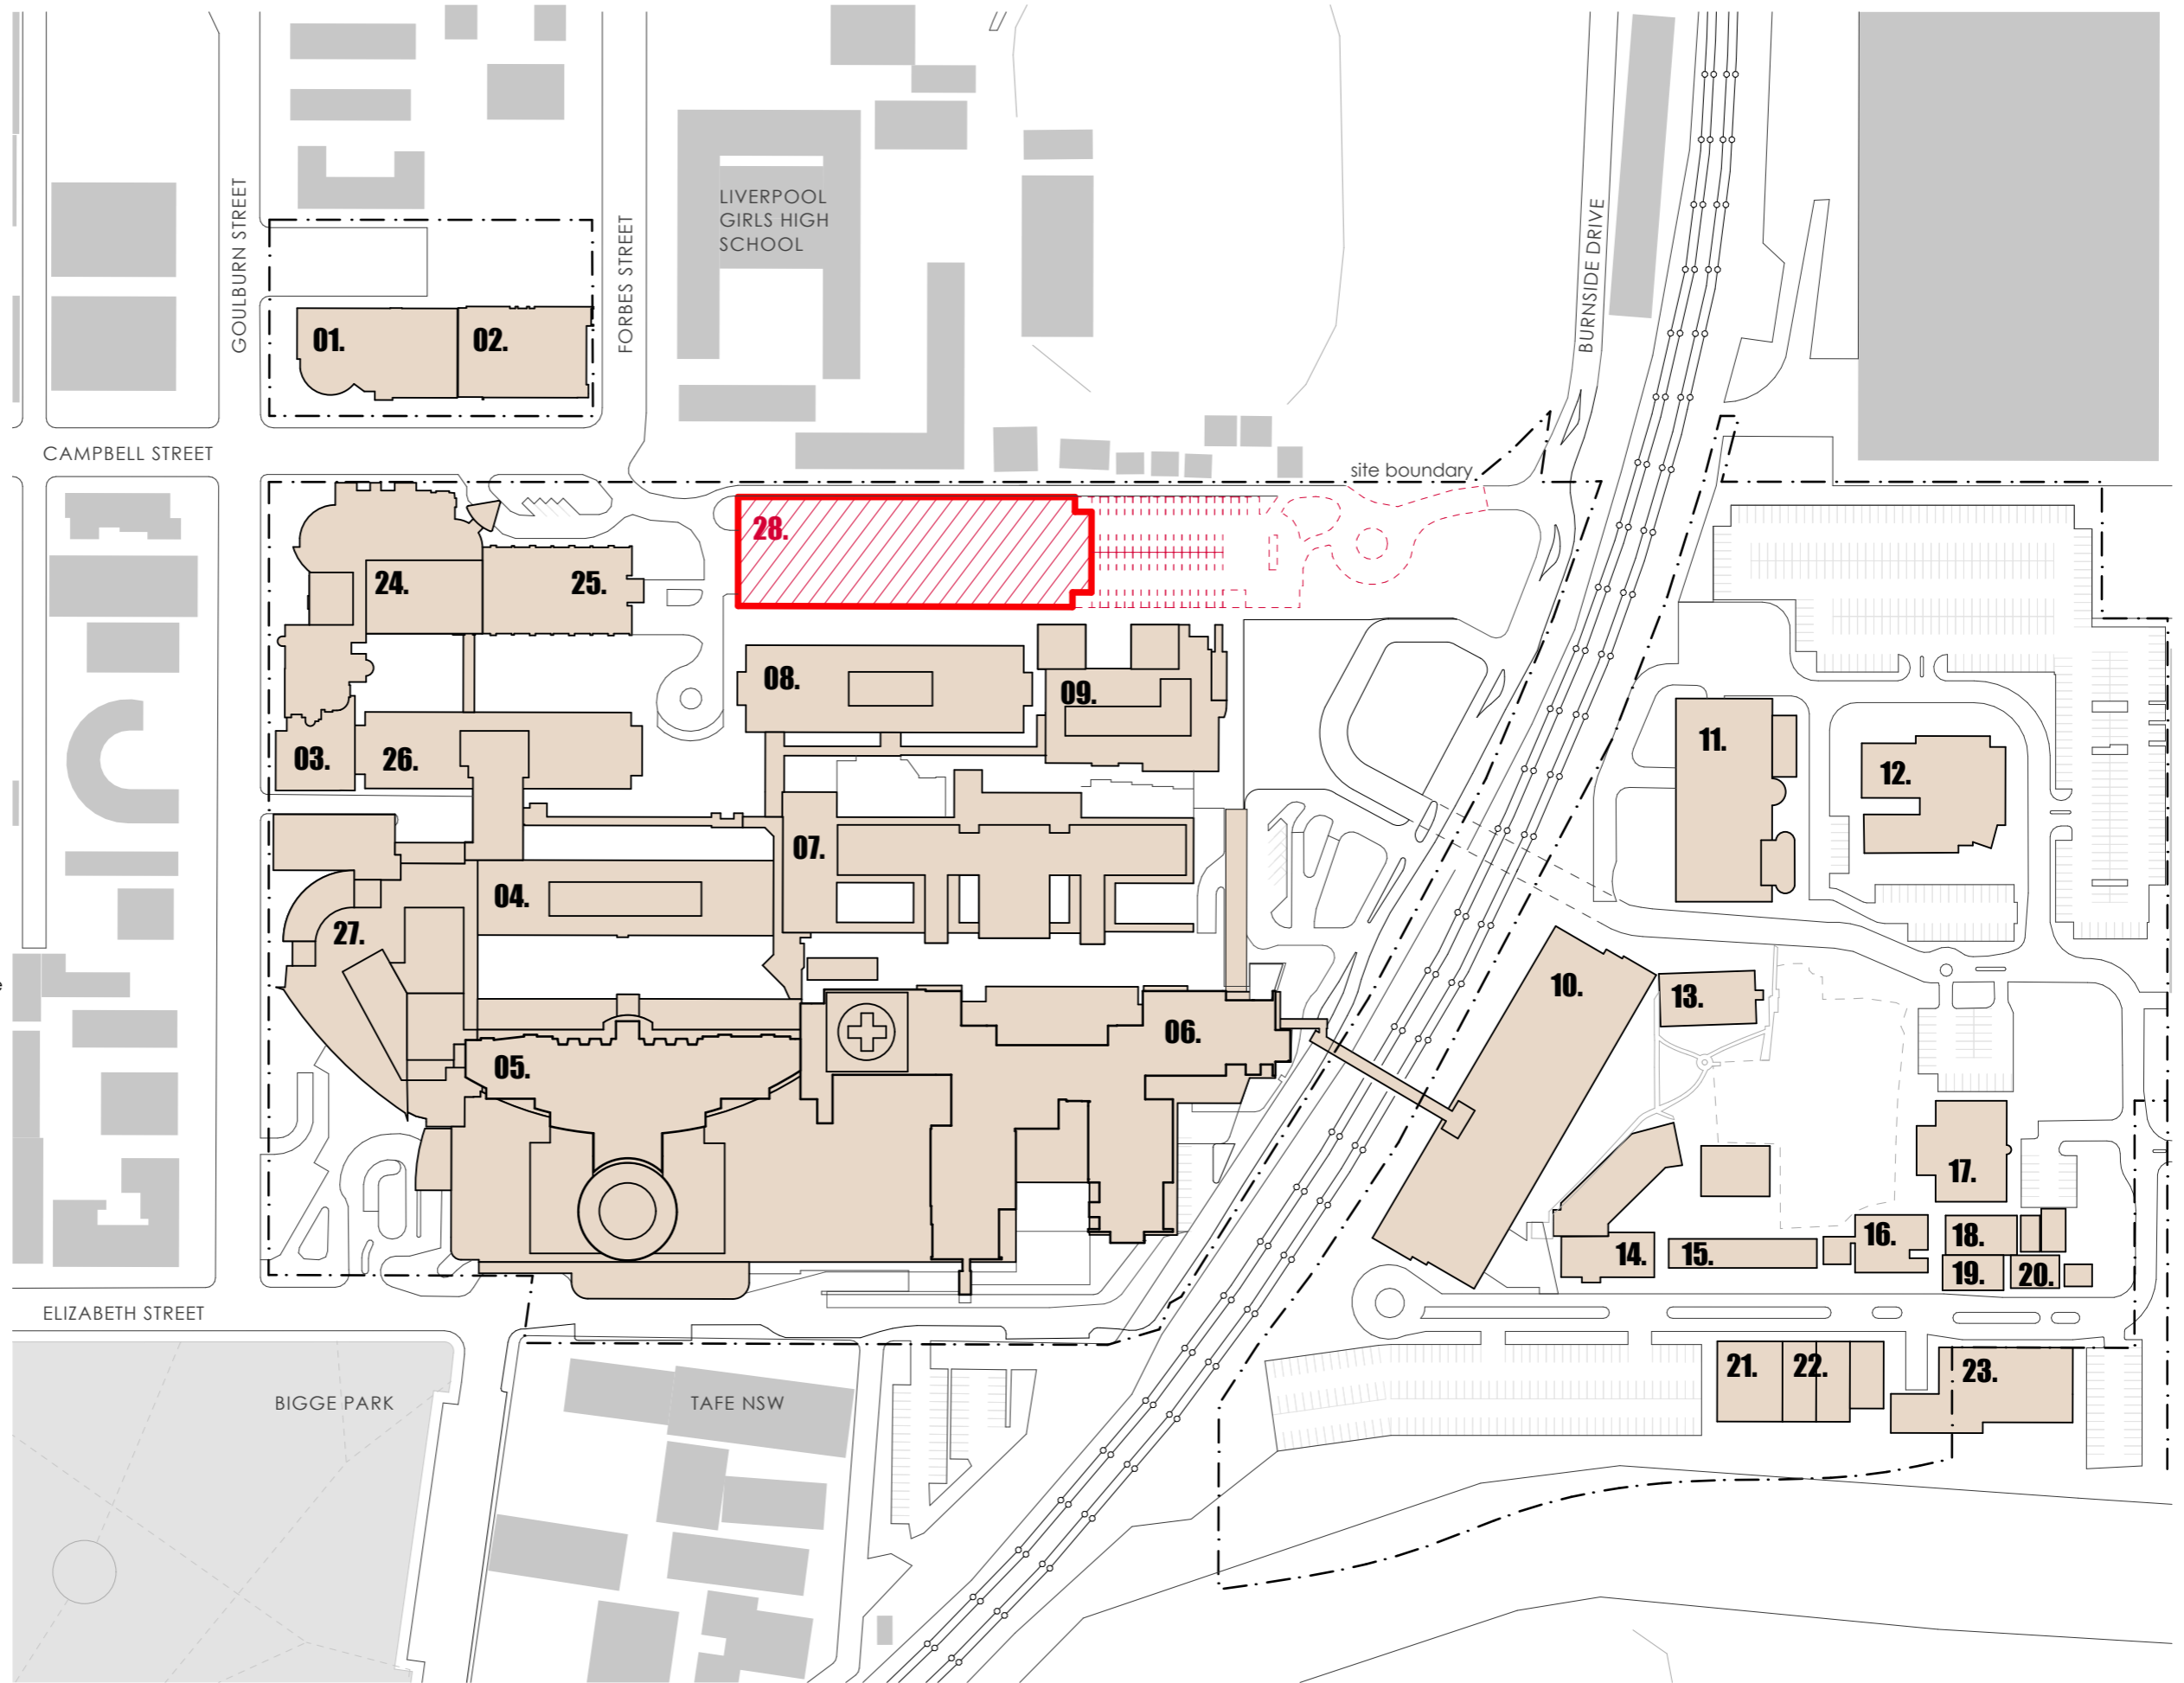 LIVERPOOL
GIRLS HIGH
SCHOOL
GOULBURN STREET
FORBES STREET
BURNSIDE DRIVE
01.
02.
CAMPBELL STREET
site boundary
28.
24.
25.
08.
09.
03.
26.
11.
12.
07.
04.
27.
10.
13.
06.
05.
17.
14.
15.
16.
18.
19.
20.
ELIZABETH STREET
21.
22.
23.
BIGGE PARK
TAFE NSW